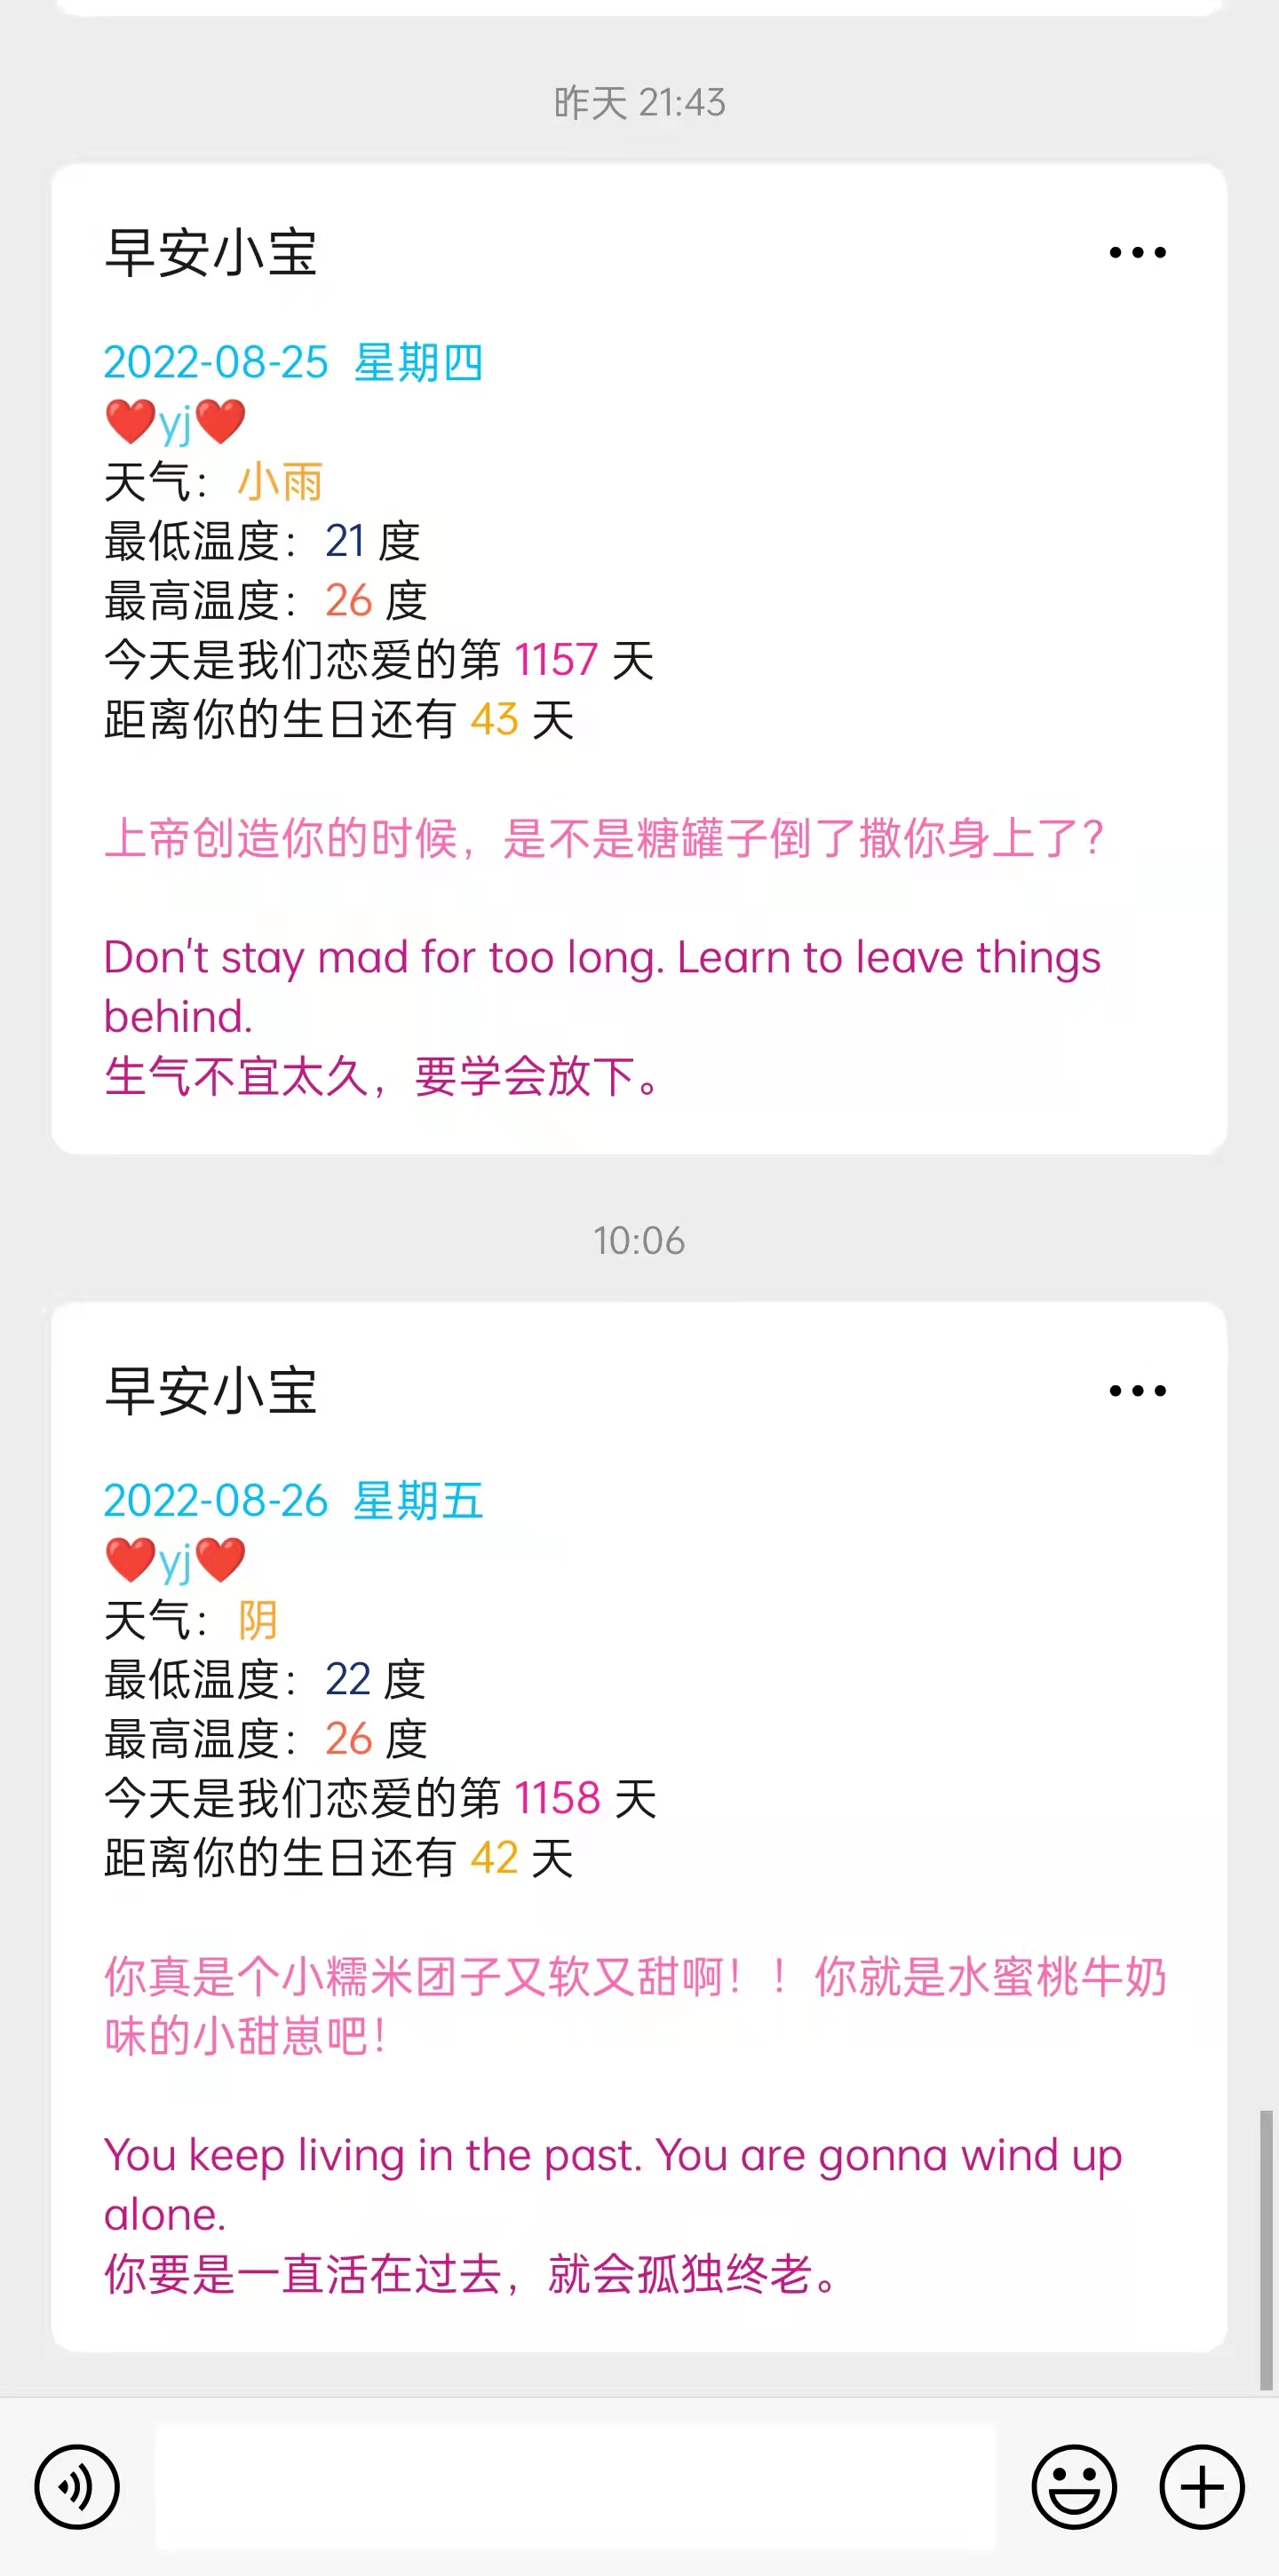 昨天 21:43
早安小宝
2022-08-25 星期四
❤️yj❤️
天气：小雨
最低温度：21 度
最高温度：26 度
今天是我们恋爱的第 1157 天
距离你的生日还有 43 天
上帝创造你的时候，是不是糖罐子倒了撒你身上了？
Don't stay mad for too long. Learn to leave things
behind.
生气不宜太久，要学会放下。
10:06
早安小宝
2022-08-26 星期五
❤️yj❤️
天气：阴
最低温度：22 度
最高温度：26 度
今天是我们恋爱的第 1158 天
距离你的生日还有 42 天
你真是个小糯米团子又软又甜啊！！你就是水蜜桃牛奶
味的小甜崽吧！
You keep living in the past. You are gonna wind up
alone.
你要是一直活在过去，就会孤独终老。